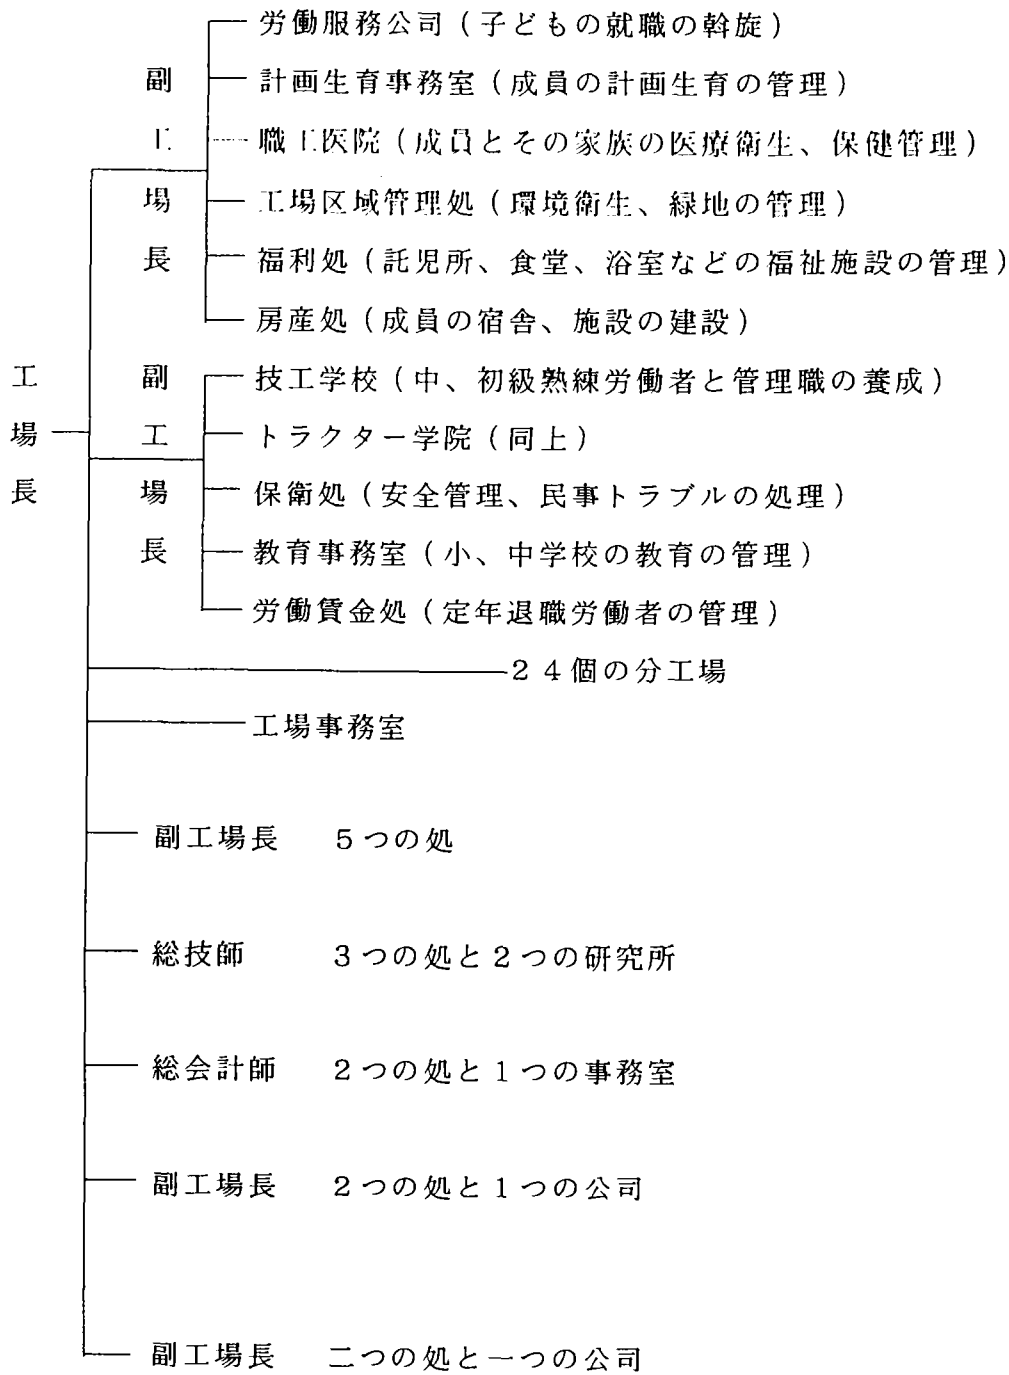 工場長
副工場長
労働服務公司（子どもの就職の斡旋）
計画生育事務室（成員の計画生育の管理）
職工医院（成員とその家族の医療衛生、保健管理）
工場区域管理処（環境衛生、緑地の管理）
福利処（託児所、食堂、浴室などの福祉施設の管理）
房産処（成員の宿舎、施設の建設）
副工場長
技工学校（中、初級熟練労働者と管理職の養成）
トラクター学院（同上）
保衛処（安全管理、民事トラブルの処理）
教育事務室（小、中学校の教育の管理）
労働賃金処（定年退職労働者の管理）
２４個の分工場
工場事務室
副工場長　５つの処
総技師　３つの処と２つの研究所
総会計師　２つの処と１つの事務室
副工場長　２つの処と１つの公司
副工場長　二つの処と一つの公司